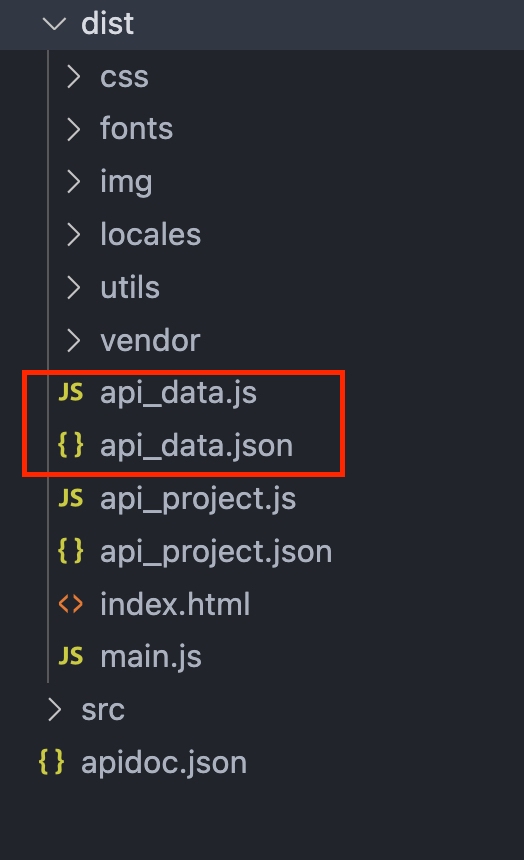 dist
css
fonts
img
locales
utils
vendor
JS api_data.js
{} api_data.json
JS api_project.js
{} api_project.json
<> index.html
JS main.js
src
{} apidoc.json